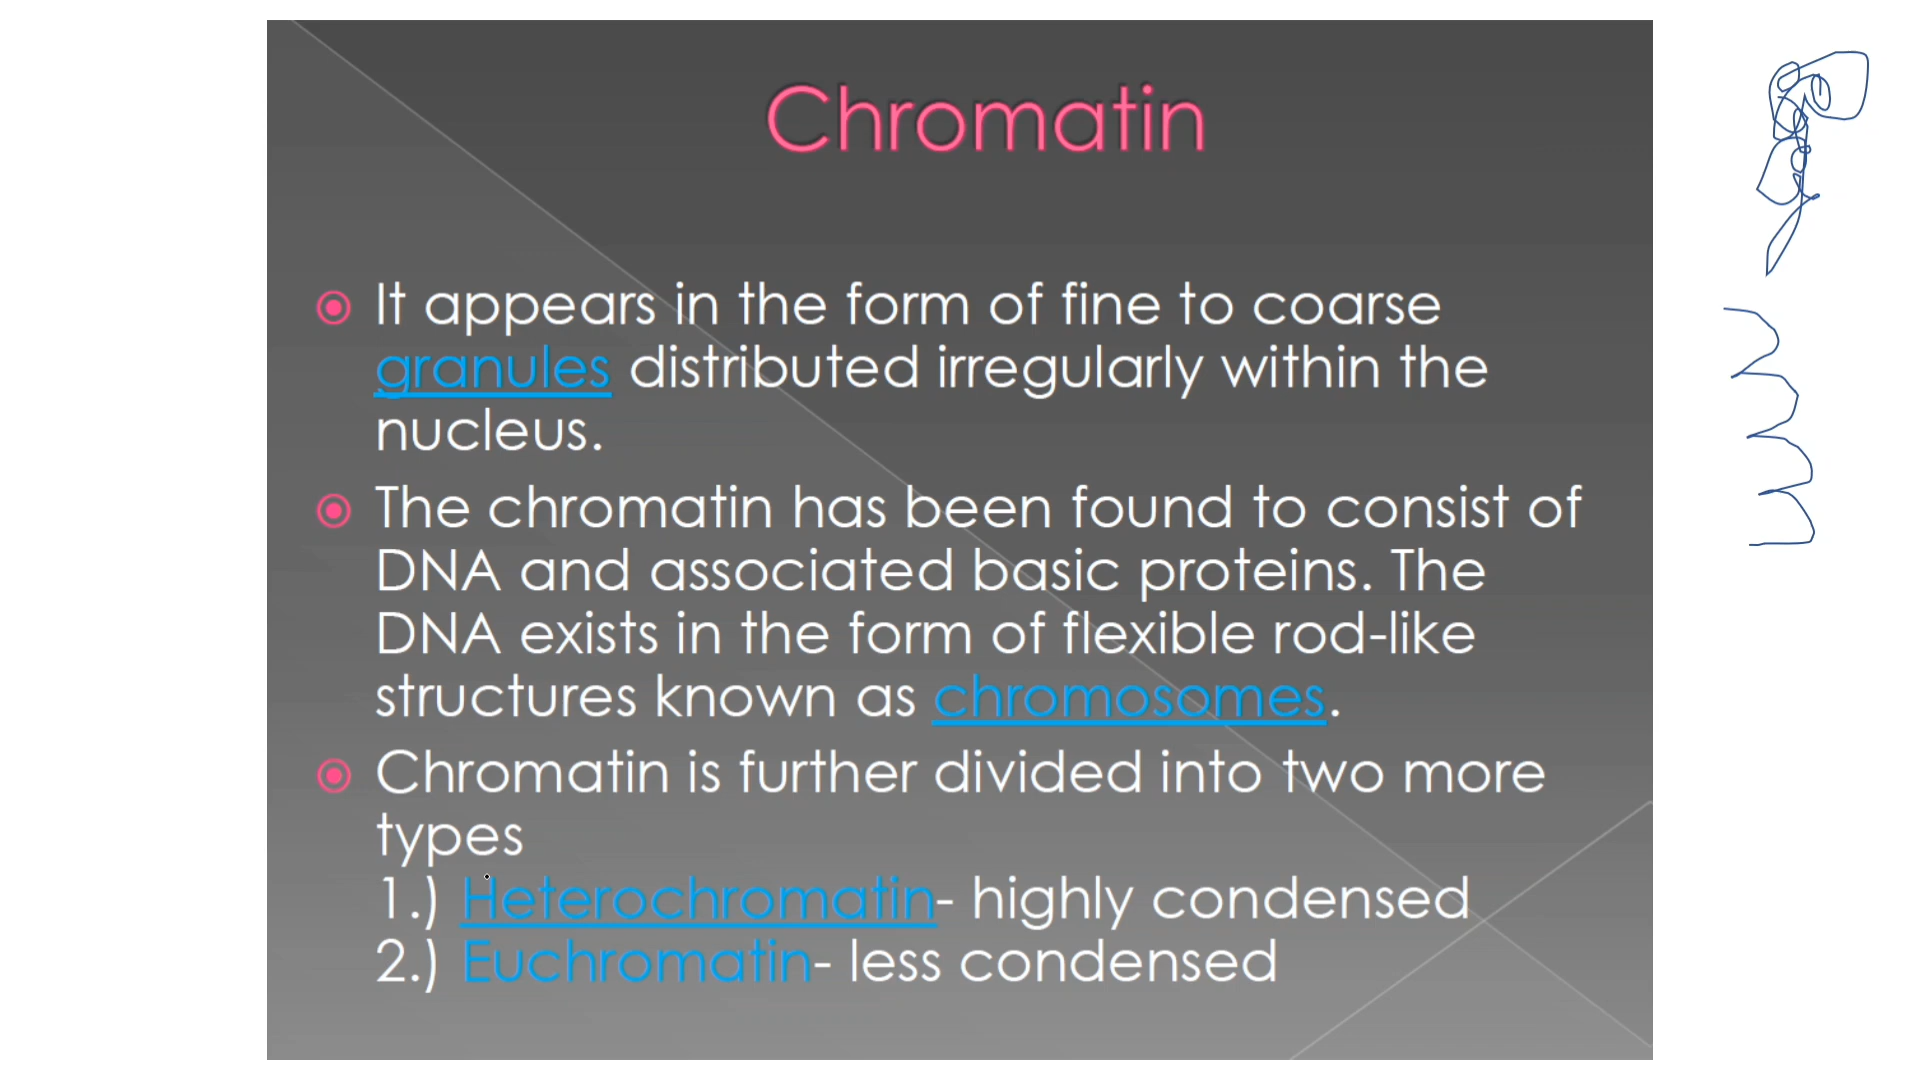 Chromatin
It appears in the form of fine to coarse
granules distributed irregularly within the
nucleus.
The chromatin has been found to consist of
DNA and associated basic proteins. The
DNA exists in the form of flexible rod-like
structures known as chromosomes.
Chromatin is further divided into two more
types
1.) Heterochromatin- highly condensed
2.) Euchromatin- less condensed